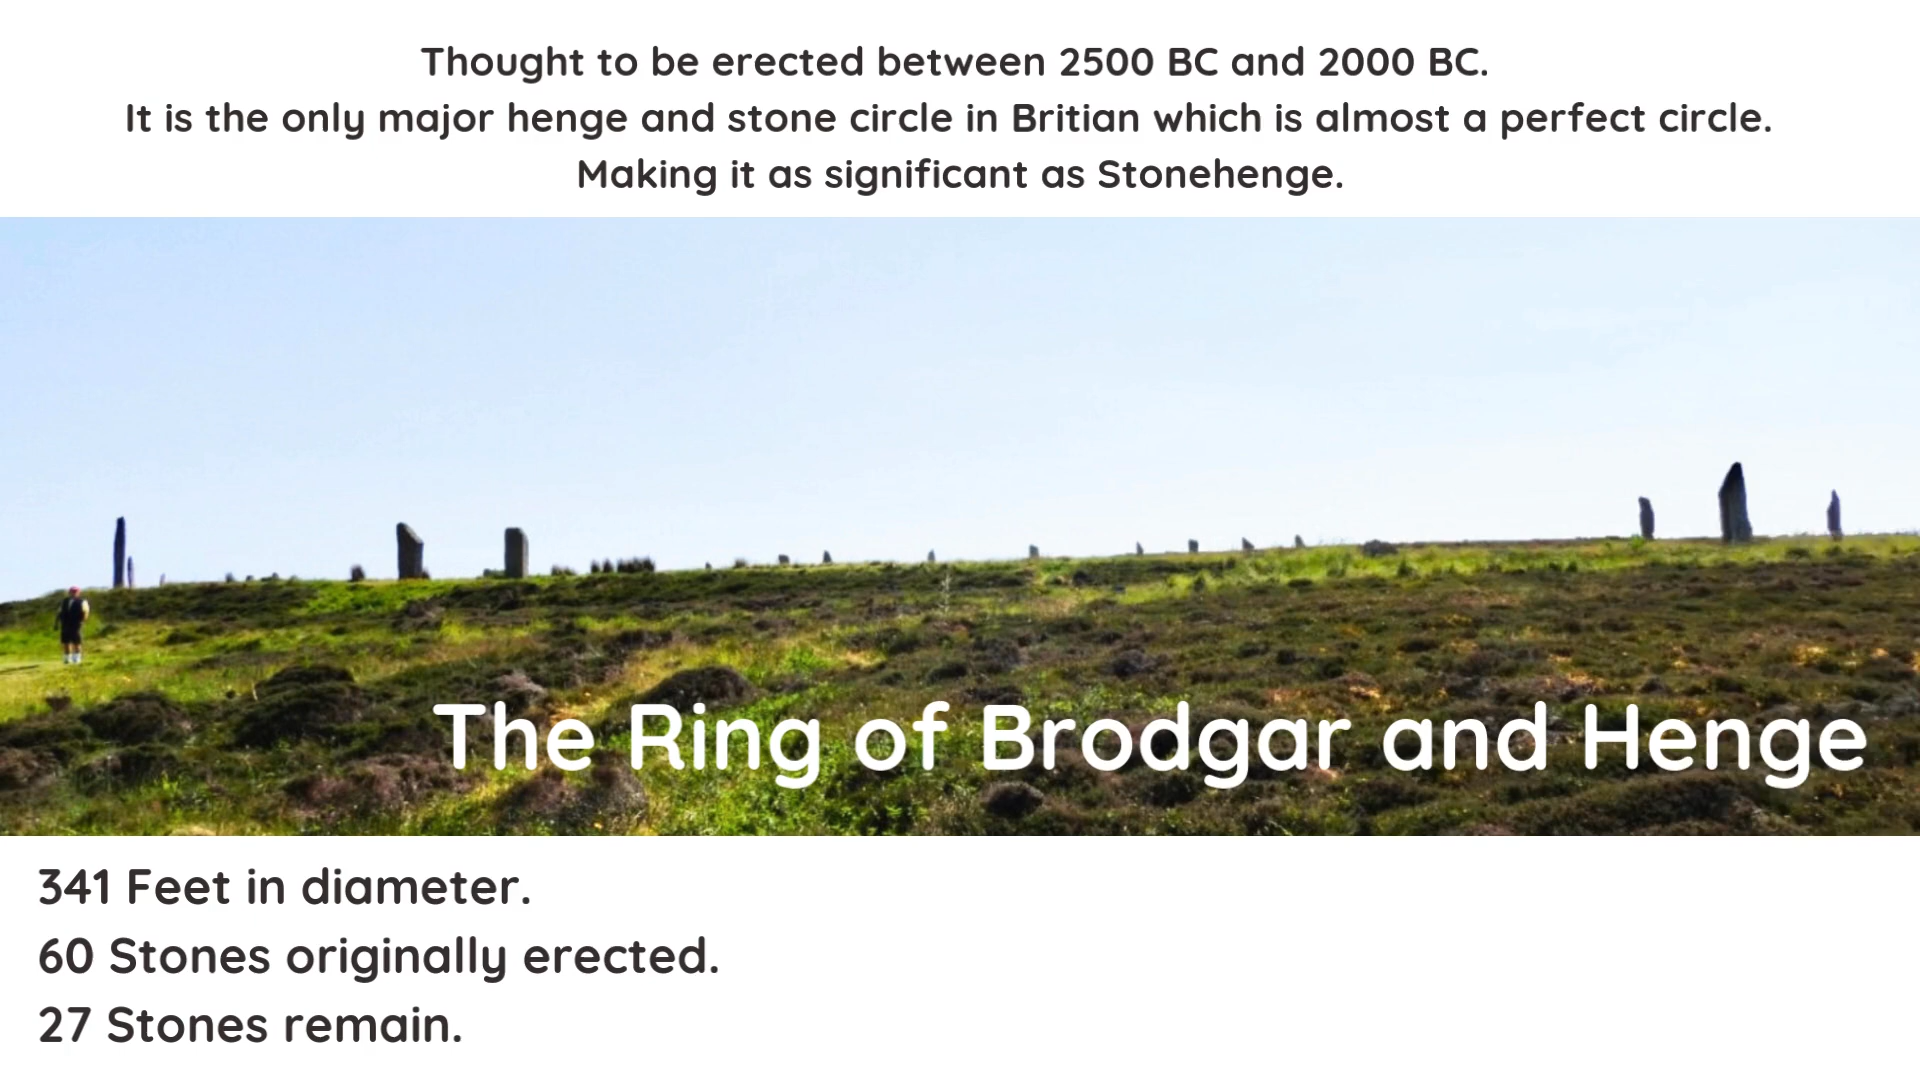 Thought to be erected between 2500 BC and 2000 BC.
It is the only major henge and stone circle in Britian which is almost a perfect circle.
Making it as significant as Stonehenge.
The Ring of Brodgar and Henge
341 Feet in diameter.
60 Stones originally erected.
27 Stones remain.